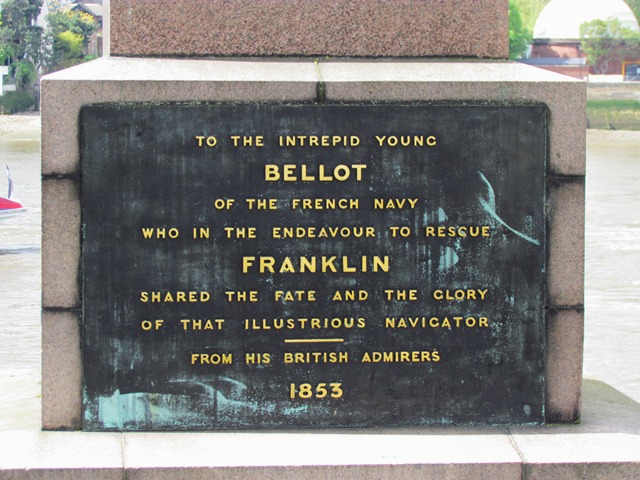 TO THE INTREPID YOUNG
BELLOT
OF THE FRENCH NAVY
WHO IN THE ENDEAVOUR TO RESCUE
FRANKLIN
SHARED THE FATE AND THE GLORY
OF THAT ILLUSTRIOUS NAVIGATOR
FROM HIS BRITISH ADMIRERS
1853